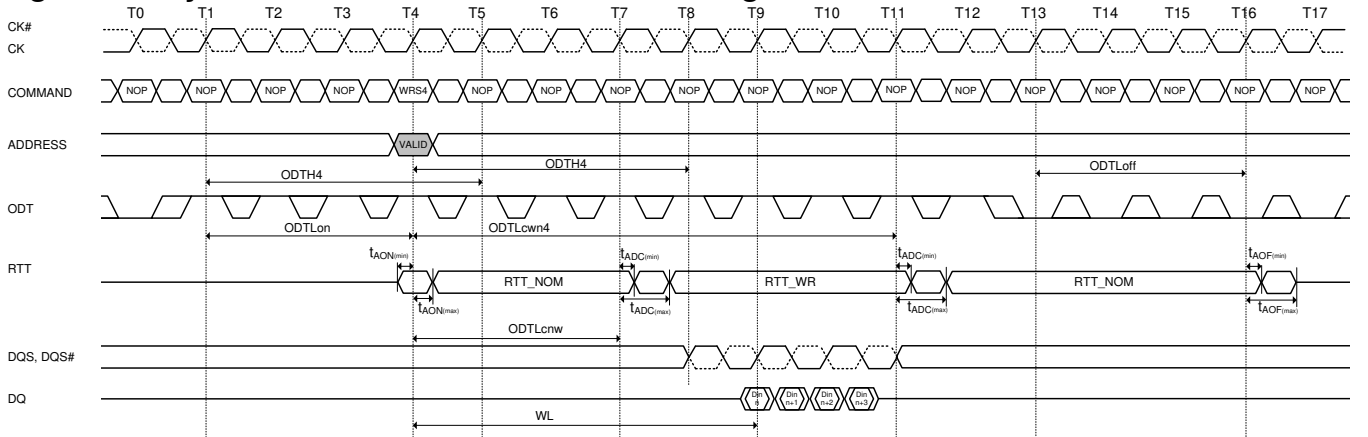 T0 T1 T2 T3 T4 T5 T6 T7 T8 T9 T10 T11 T12 T13 T14 T15 T16 T17
CK#
CK
COMMAND NOP NOP NOP NOP WRS4 NOP NOP NOP NOP NOP NOP NOP NOP NOP NOP NOP NOP NOP
ADDRESS VALID
ODTH4 ODTLoff
ODTH4
ODT
ODTLon ODTLcwn4
tAON(min) tADC(min) tADC(min) tAOF(min)
RTT RTT_NOM RTT_WR RTT_NOM
tAON(max) tADC(max) tADC(max) tAOF(max)
ODTLcnw
DQS, DQS#
DQ Din n Din n+1 Din n+2 Din n+3
WL